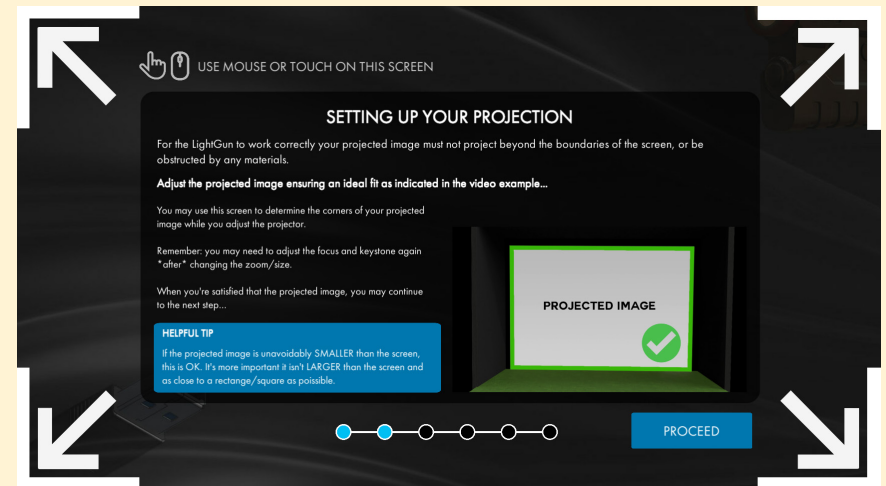 USE MOUSE OR TOUCH ON THIS SCREEN
SETTING UP YOUR PROJECTION
For the LightGun to work correctly your projected image must not project beyond the boundaries of the screen, or be
obstructed by any materials.
Adjust the projected image ensuring an ideal fit as indicated in the video example...
You may use this screen to determine the corners of your projected
image while you adjust the projector.
Remember: you may need to adjust the focus and keystone again
*after* changing the zoom/size.
When you're satisfied that the projected image, you may continue
to the next step...
PROJECTED IMAGE
HELPFUL TIP
If the projected image is unavoidably SMALLER than the screen,
this is OK. It's more important it isn't LARGER than the screen and
as close to a rectange/square as poissible.
PROCEED